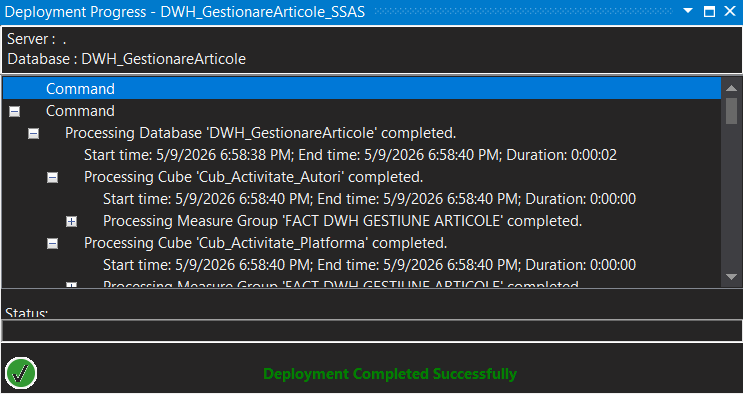 Deployment Progress - DWH_GestionareArticole_SSAS
Server : .
Database : DWH_GestionareArticole
Command
Command
Processing Database 'DWH_GestionareArticole' completed.
Start time: 5/9/2026 6:58:38 PM; End time: 5/9/2026 6:58:40 PM; Duration: 0:00:02
Processing Cube 'Cub_Activitate_Autori' completed.
Start time: 5/9/2026 6:58:40 PM; End time: 5/9/2026 6:58:40 PM; Duration: 0:00:00
Processing Measure Group 'FACT DWH GESTIUNE ARTICOLE' completed.
Processing Cube 'Cub_Activitate_Platforma' completed.
Start time: 5/9/2026 6:58:40 PM; End time: 5/9/2026 6:58:40 PM; Duration: 0:00:00
Processing Measure Group 'FACT DWH GESTIUNE ARTICOLE' completed.
Status:
Deployment Completed Successfully